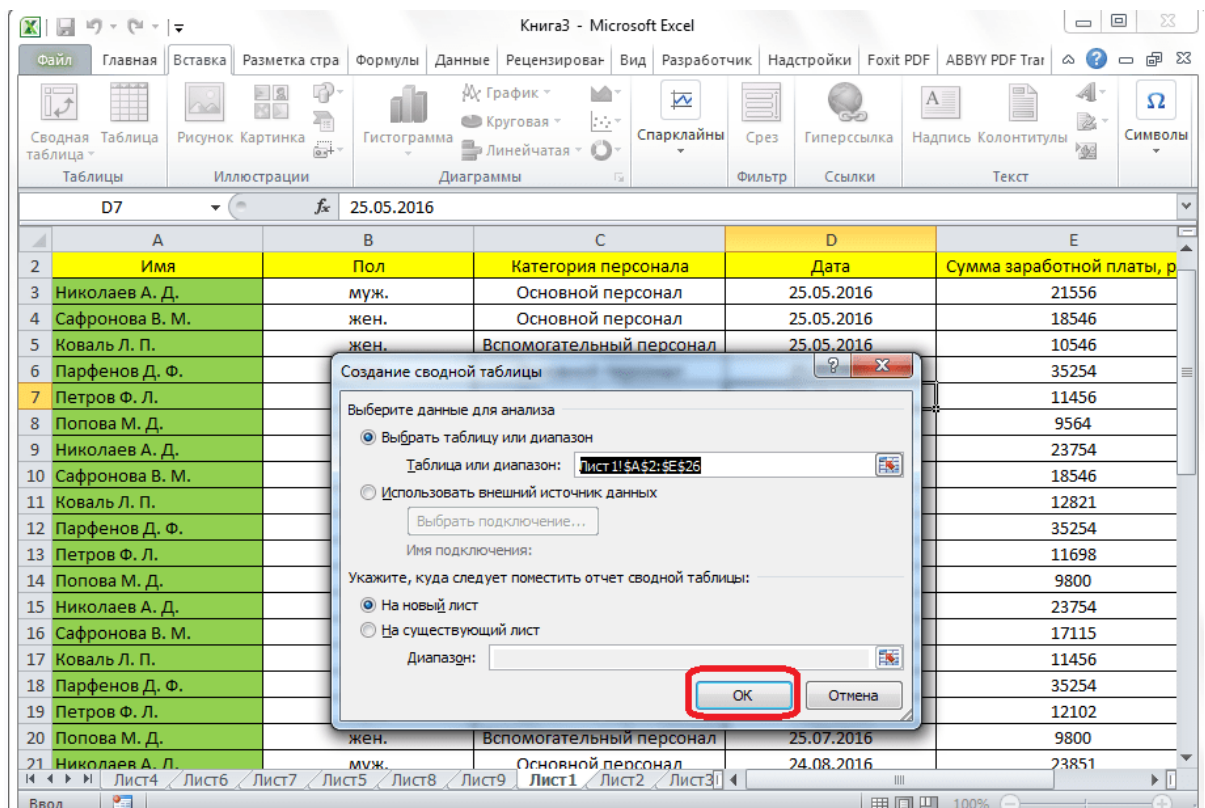 Книга3 - Microsoft Excel
Файл Главная Вставка Разметка стра Формулы Данные Рецензирован Вид Разработчик Надстройки Foxit PDF ABBYY PDF Trar
График
Круговая
Сводная таблица Таблица Рисунок Картинка Гистограмма Линейчатая Спарклайны Срез Гиперссылка Надпись Колонтитулы Символы
Таблицы Иллюстрации Диаграммы Фильтр Ссылки Текст
D7 fx 25.05.2016
A B C D E
2 Имя Пол Категория персонала Дата Сумма заработной платы, р
3 Николаев А. Д. муж. Основной персонал 25.05.2016 21556
4 Сафронова В. М. жен. Основной персонал 25.05.2016 18546
5 Коваль Л. П. жен. Вспомогательный персонал 25.05.2016 10546
6 Парфенов Д. Ф. 35254
7 Петров Ф. Л. 11456
8 Попова М. Д. 9564
9 Николаев А. Д. 23754
10 Сафронова В. М. 18546
11 Коваль Л. П. 12821
12 Парфенов Д. Ф. 35254
13 Петров Ф. Л. 11698
14 Попова М. Д. 9800
15 Николаев А. Д. 23754
16 Сафронова В. М. 17115
17 Коваль Л. П. 11456
18 Парфенов Д. Ф. 35254
19 Петров Ф. Л. 12102
20 Попова М. Д. жен. Вспомогательный персонал 25.07.2016 9800
21 Николаев А. Д. муж. Основной персонал 24.08.2016 23851
Создание сводной таблицы
Выберите данные для анализа
Выбрать таблицу или диапазон
Таблица или диапазон: Лист1!$A$2:$E$26
Использовать внешний источник данных
Выбрать подключение...
Имя подключения:
Укажите, куда следует поместить отчет сводной таблицы:
На новый лист
На существующий лист
Диапазон:
ОК Отмена
Лист4 Лист6 Лист7 Лист5 Лист8 Лист9 Лист1 Лист2 Лист3
Ввод 100%